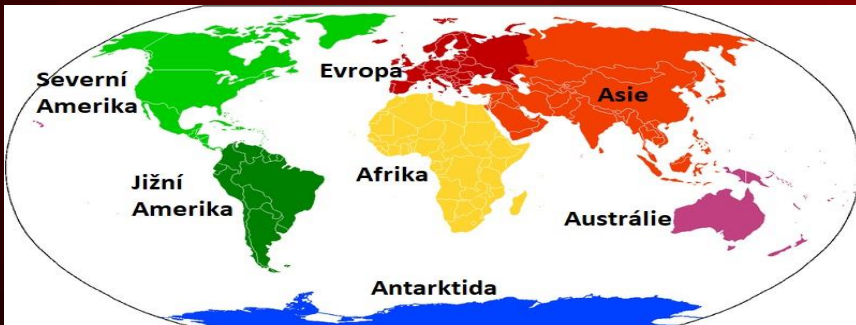 Severní
Amerika
Evropa
Asie
Jižní
Amerika
Afrika
Austrálie
Antarktida